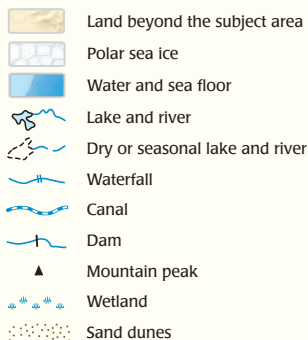 Land beyond the subject area
Polar sea ice
Water and sea floor
Lake and river
Dry or seasonal lake and river
Waterfall
Canal
Dam
Mountain peak
Wetland
Sand dunes